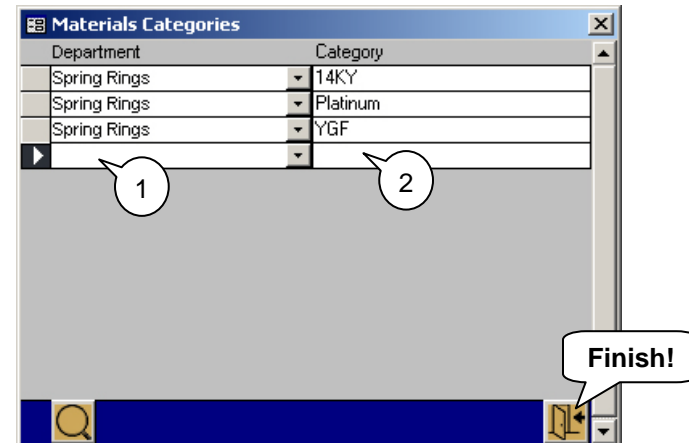 Materials Categories
Department Category
Spring Rings 14KY
Spring Rings Platinum
Spring Rings YGF
1 2
Finish!